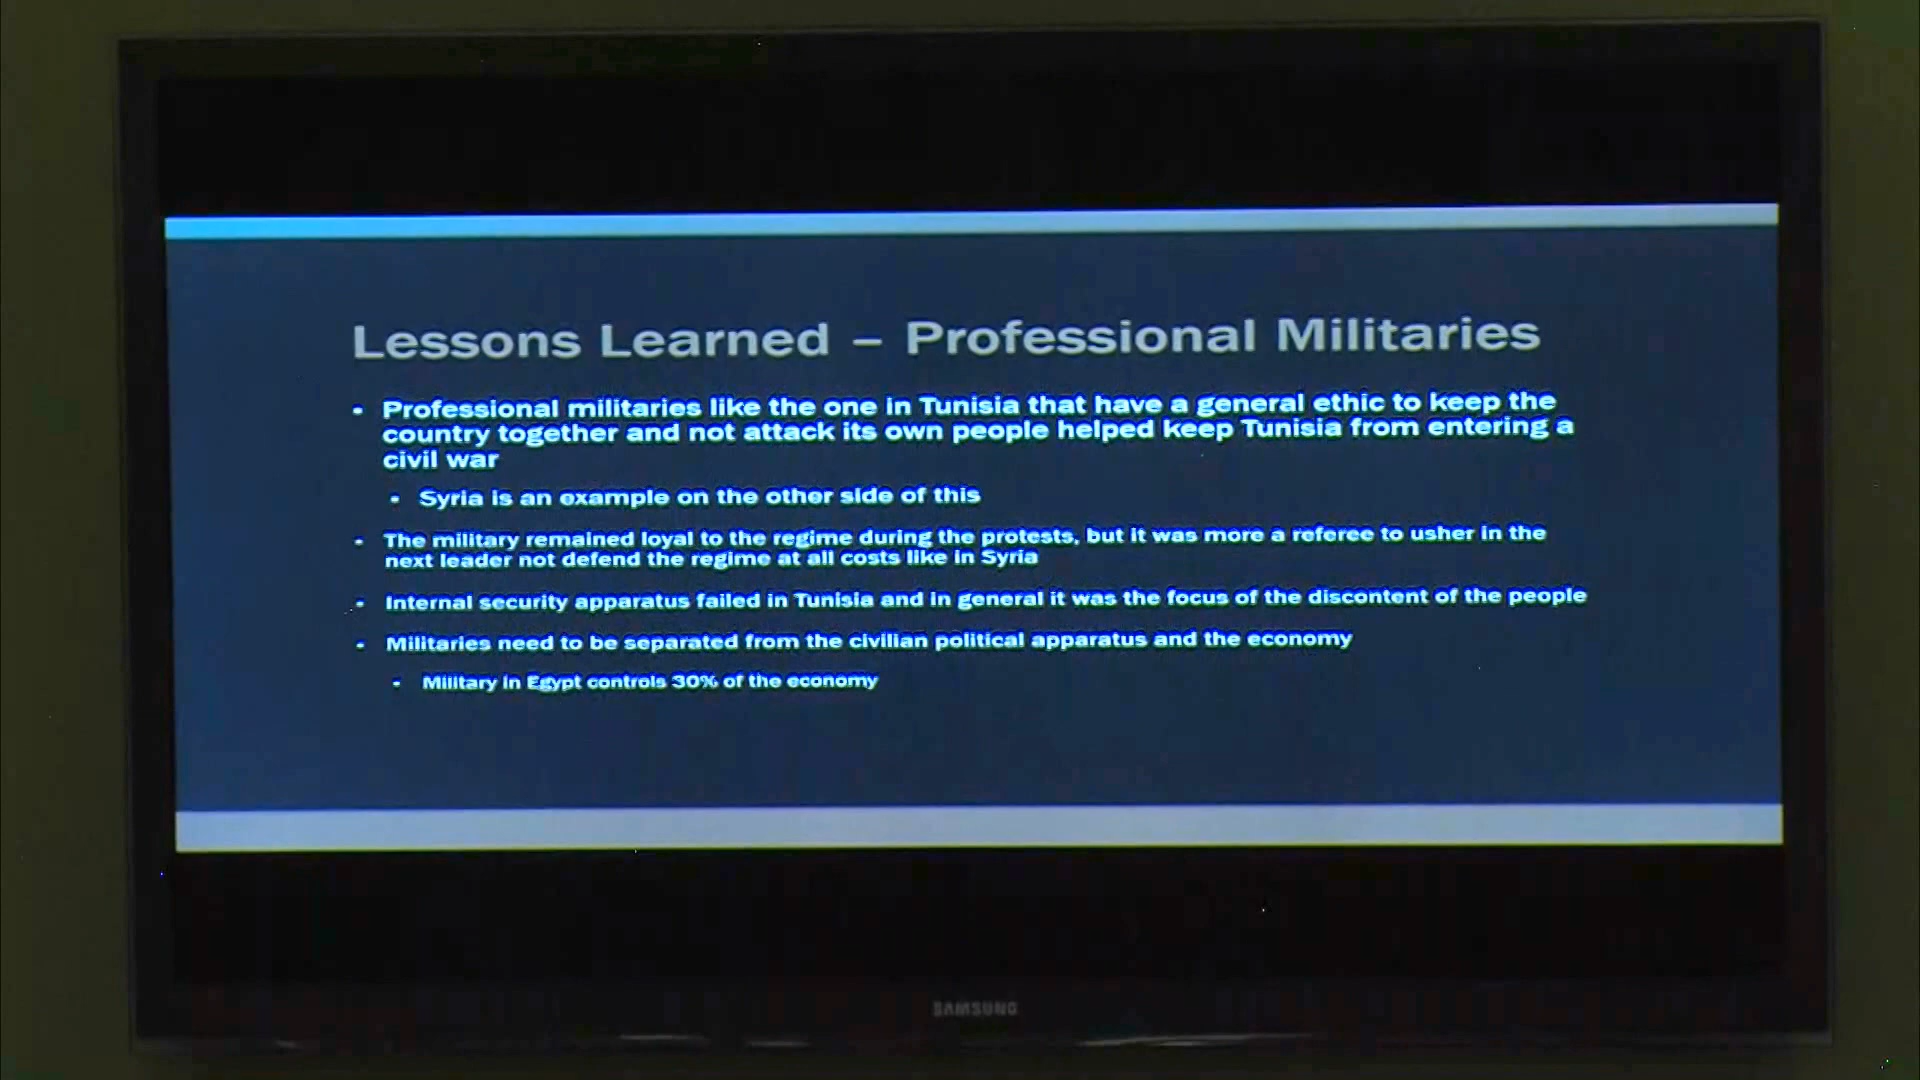 Lessons Learned – Professional Militaries
• Professional militaries like the one in Tunisia that have a general ethic to keep the
country together and not attack its own people helped keep Tunisia from entering a
civil war
• Syria is an example on the other side of this
• The military remained loyal to the regime during the protests, but it was more a referee to usher in the
next leader not defend the regime at all costs like in Syria
• Internal security apparatus failed in Tunisia and in general it was the focus of the discontent of the people
• Militaries need to be separated from the civilian political apparatus and the economy
• Military in Egypt controls 30% of the economy
SAMSUNG